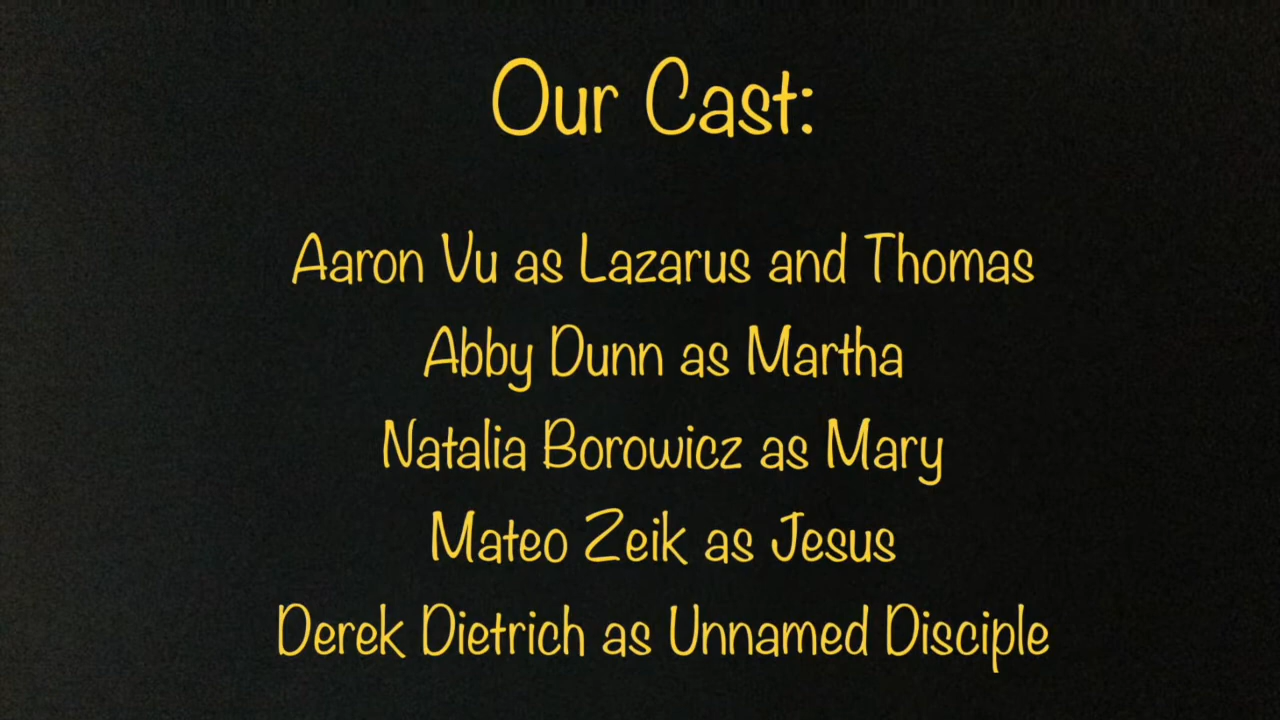 Our Cast:
Aaron Vu as Lazarus and Thomas
Abby Dunn as Martha
Natalia Borowicz as Mary
Mateo Zeik as Jesus
Derek Dietrich as Unnamed Disciple